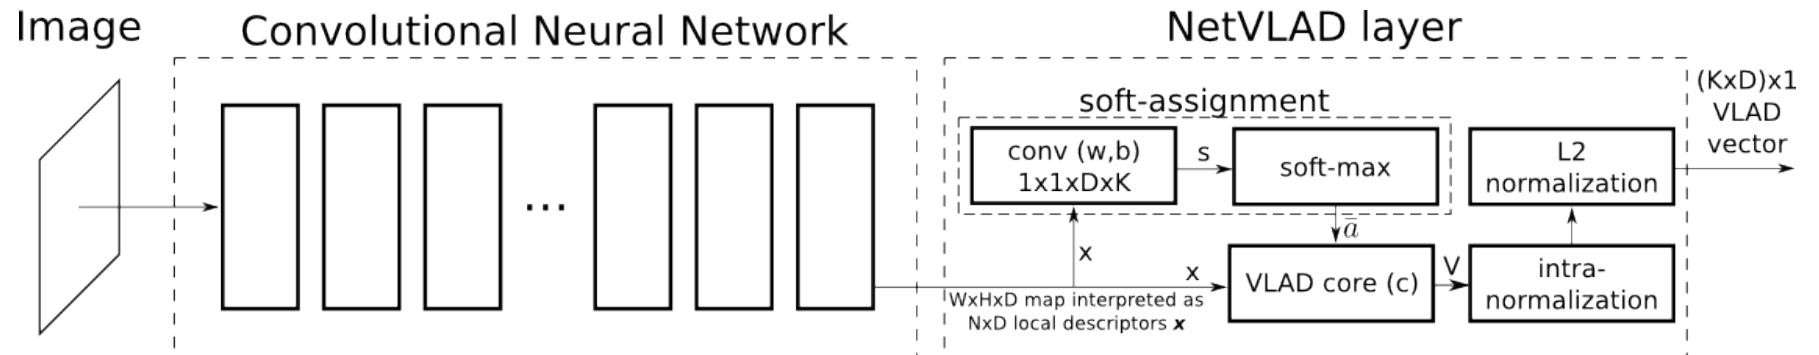 Image
Convolutional Neural Network
...
NetVLAD layer
soft-assignment
conv (w,b)
1x1xDxK
s
soft-max
L2
normalization
(KxD)x1
VLAD
vector
x
x
ā
VLAD core (c)
V
intra-
normalization
WxHxD map interpreted as
NxD local descriptors x